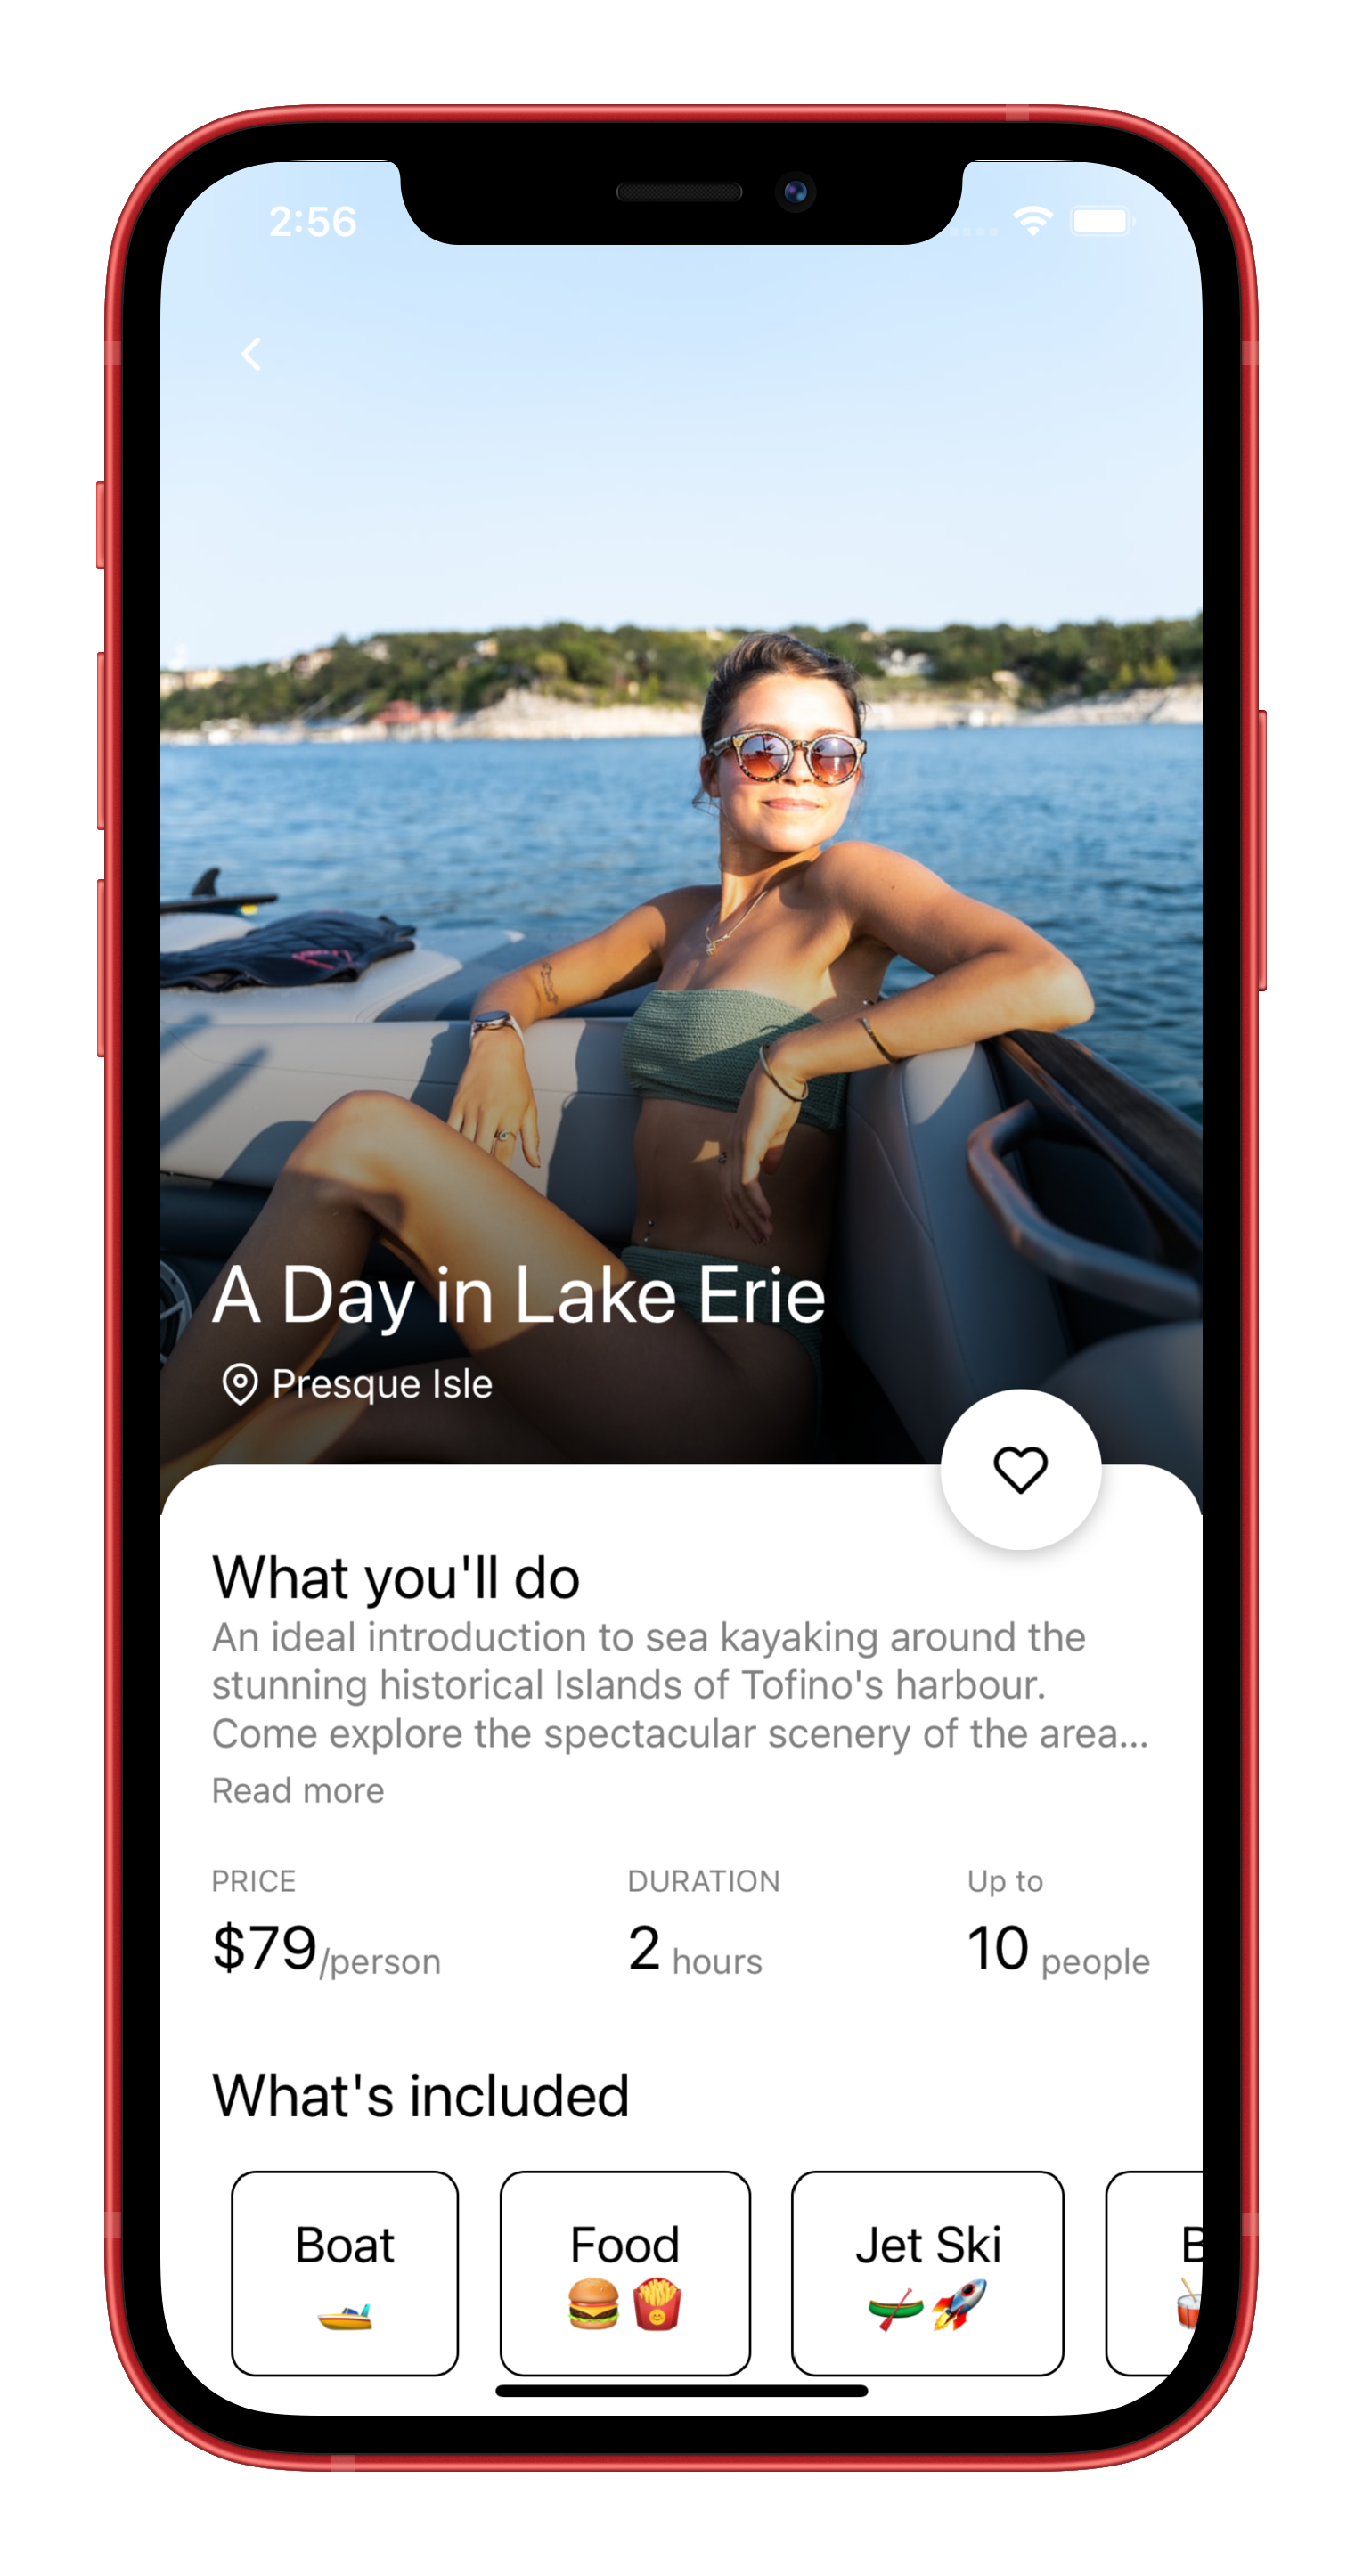 2:56
A Day in Lake Erie
Presque Isle
What you'll do
An ideal introduction to sea kayaking around the
stunning historical Islands of Tofino's harbour.
Come explore the spectacular scenery of the area...
Read more
PRICE DURATION Up to
$79/person 2 hours 10 people
What's included
Boat Food Jet Ski